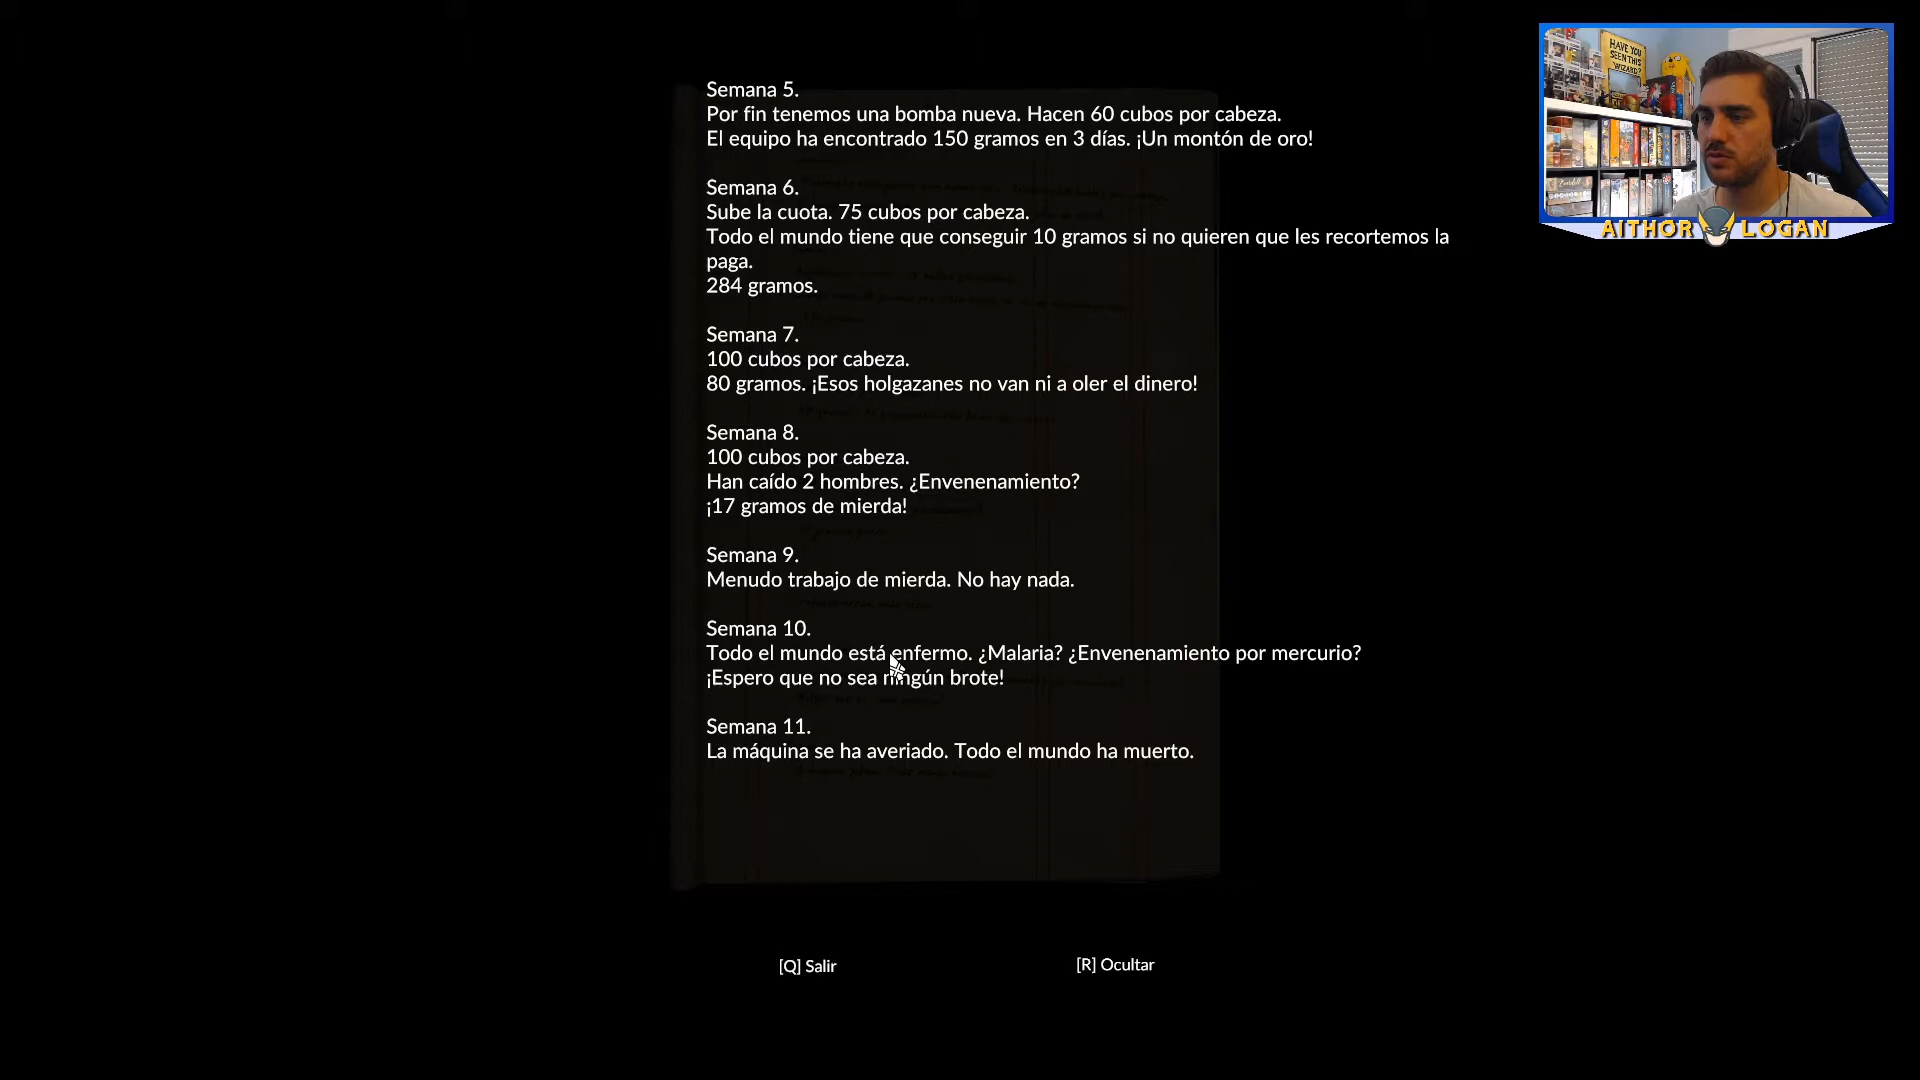 Semana 5.
Por fin tenemos una bomba nueva. Hacen 60 cubos por cabeza.
El equipo ha encontrado 150 gramos en 3 días. ¡Un montón de oro!
Semana 6.
Sube la cuota. 75 cubos por cabeza.
Todo el mundo tiene que conseguir 10 gramos si no quieren que les recortemos la
paga.
284 gramos.
Semana 7.
100 cubos por cabeza.
80 gramos. ¡Esos holgazanes no van ni a oler el dinero!
Semana 8.
100 cubos por cabeza.
Han caído 2 hombres. ¿Envenenamiento?
¡17 gramos de mierda!
Semana 9.
Menudo trabajo de mierda. No hay nada.
Semana 10.
Todo el mundo está enfermo. ¿Malaria? ¿Envenenamiento por mercurio?
¡Espero que no sea ningún brote!
Semana 11.
La máquina se ha averiado. Todo el mundo ha muerto.
[Q] Salir
[R] Ocultar
HAVE YOU
SEEN THIS
WIZARD?
AITHOR LOGAN